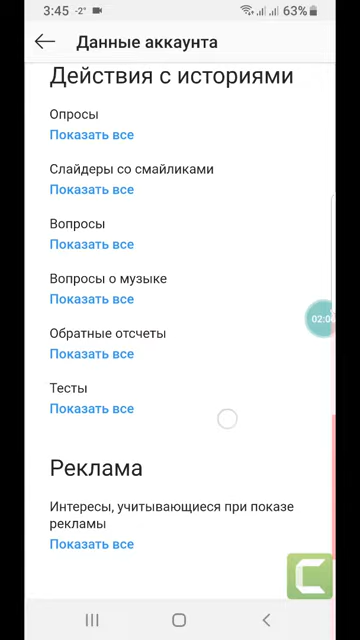 3:45 -2° 63%
Данные аккаунта
Действия с историями
Опросы
Показать все
Слайдеры со смайликами
Показать все
Вопросы
Показать все
Вопросы о музыке
Показать все
Обратные отсчеты
Показать все
Тесты
Показать все
Реклама
Интересы, учитывающиеся при показе
рекламы
Показать все